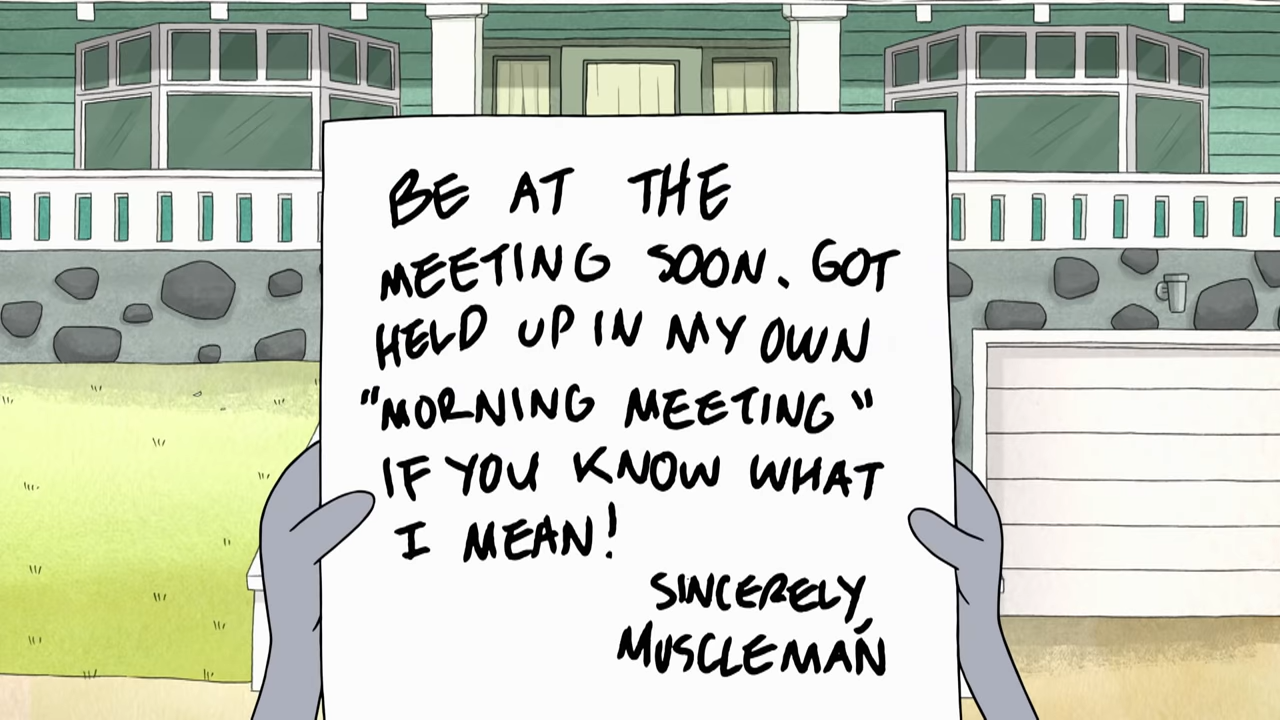 BE AT THE
MEETING SOON. GOT
HELD UP IN MY OWN
"MORNING MEETING"
IF YOU KNOW WHAT
I MEAN!
SINCERELY,
MUSCLEMAN